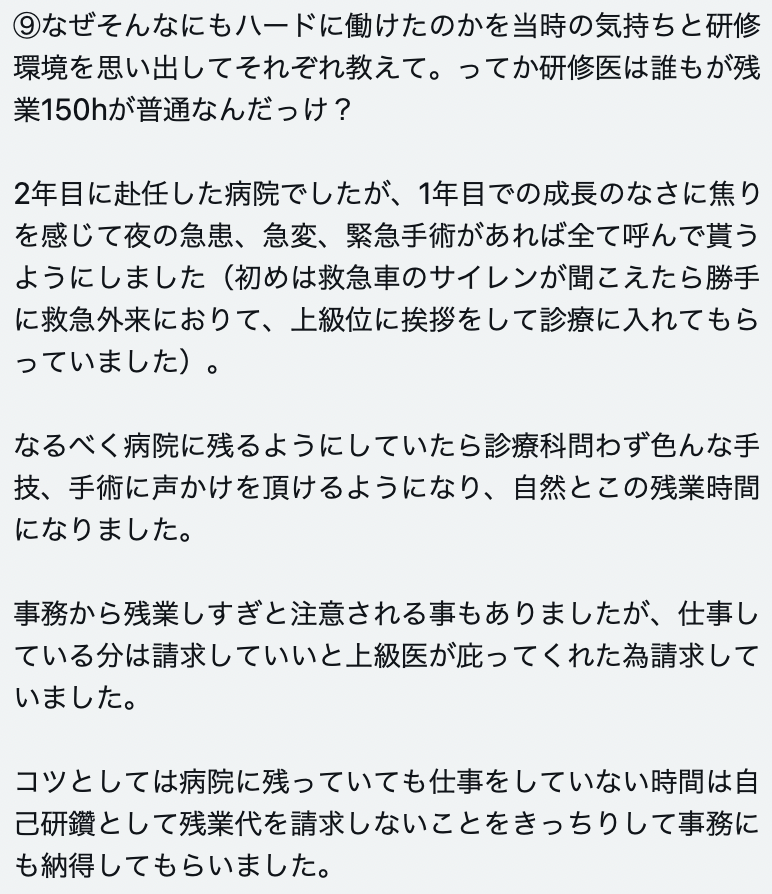 ⑨なぜそんなにもハードに働けたのかを当時の気持ちと研修
環境を思い出してそれぞれ教えて。ってか研修医は誰もが残
業150hが普通なんだっけ？
2年目に赴任した病院でしたが、1年目での成長のなさに焦り
を感じて夜の急患、急変、緊急手術があれば全て呼んで貰う
ようにしました（初めは救急車のサイレンが聞こえたら勝手
に救急外来におりて、上級位に挨拶をして診療に入れてもら
っていました）。
なるべく病院に残るようにしていたら診療科問わず色んな手
技、手術に声かけを頂けるようになり、自然とこの残業時間
になりました。
事務から残業しすぎと注意される事もありましたが、仕事し
ている分は請求していいと上級医が庇ってくれた為請求して
いました。
コツとしては病院に残っていても仕事をしていない時間は自
己研鑽として残業代を請求しないことをきっちりして事務に
も納得してもらいました。